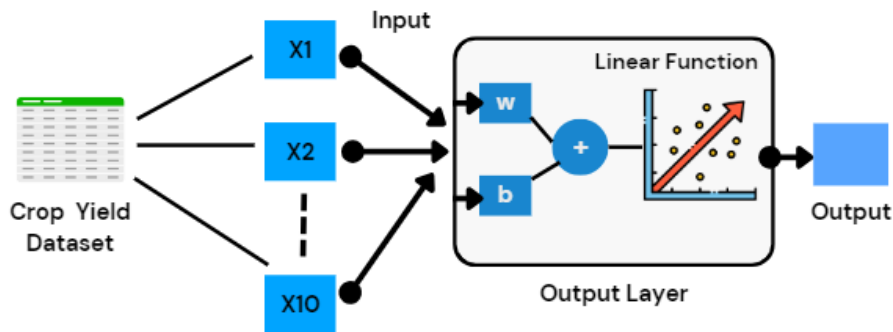 Input
X1
X2
X10
Crop Yield
Dataset
Linear Function
w
+
b
Output Layer
Output